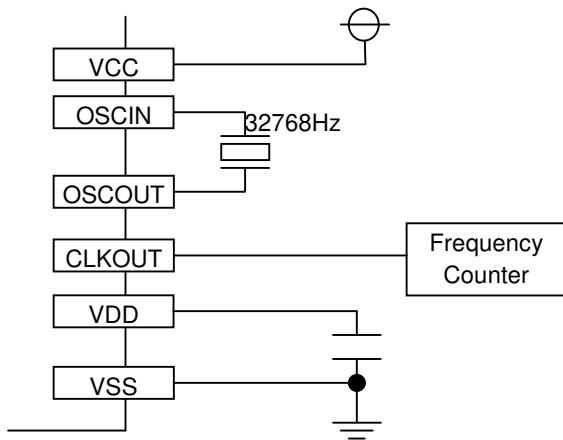 VCC
OSCIN
32768Hz
OSCOUT
CLKOUT
Frequency
Counter
VDD
VSS